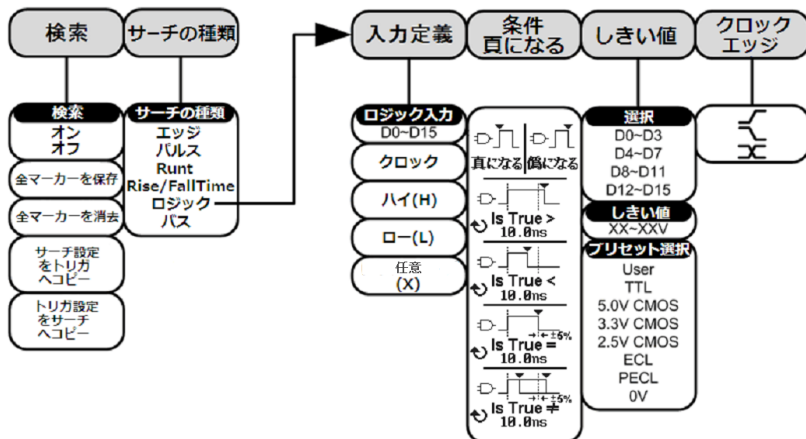 検索
サーチの種類
入力定義
条件
頁になる
しきい値
クロック
エッジ
検索
オン
オフ
全マーカーを保存
全マーカーを消去
サーチ設定
をトリガ
へコピー
トリガ設定
をサーチ
へコピー
サーチの種類
エッジ
パルス
Runt
Rise/FallTime
ロジック
バス
ロジック入力
D0~D15
クロック
ハイ(H)
ロー(L)
任意
(X)
真になる
偽になる
Is True >
10.0ms
Is True <
10.0ms
±5%
Is True =
10.0ms
±5%
Is True ≠
10.0ms
選択
D0~D3
D4~D7
D8~D11
D12~D15
しきい値
XX~XXV
プリセット選択
User
TTL
5.0V CMOS
3.3V CMOS
2.5V CMOS
ECL
PECL
0V